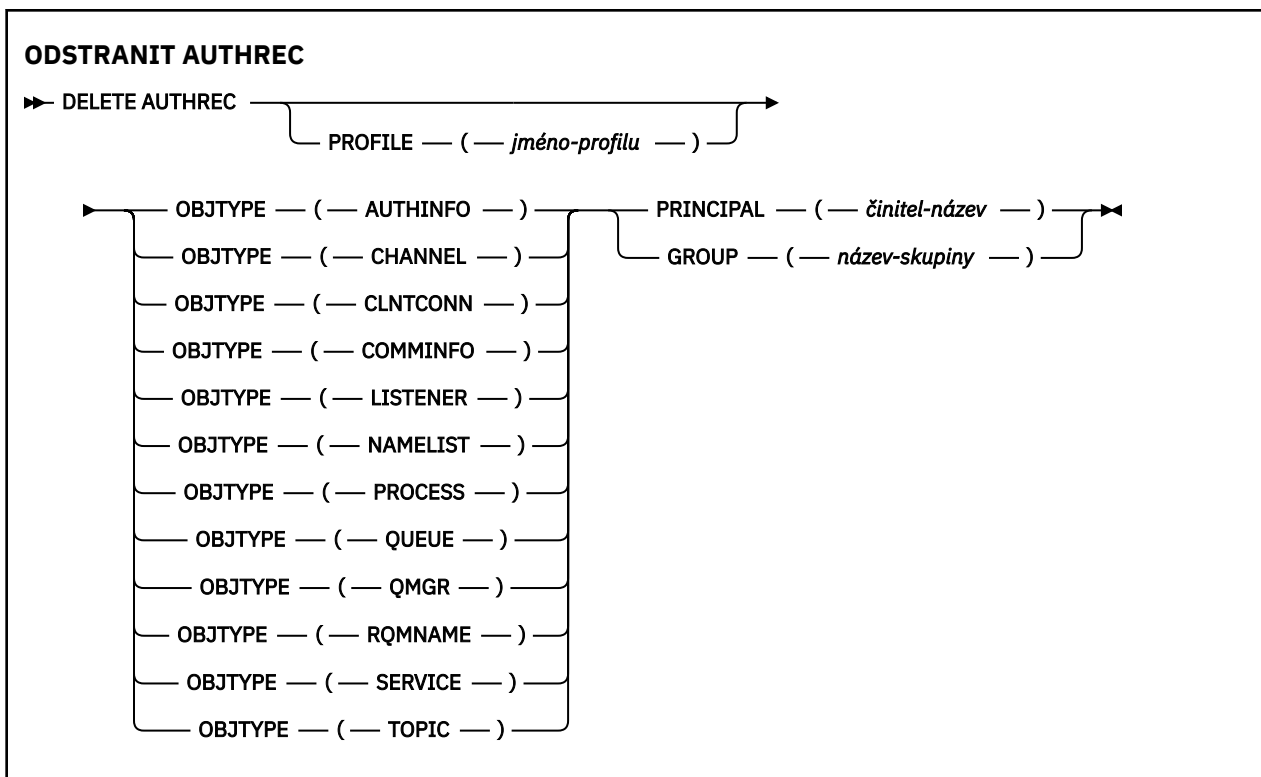 ODSTRANIT AUTHREC
DELETE AUTHREC
PROFILE ( jméno-profilu )
OBJTYPE ( AUTHINFO ) PRINCIPAL ( činitel-název )
OBJTYPE ( CHANNEL ) GROUP ( název-skupiny )
OBJTYPE ( CLNTCONN )
OBJTYPE ( COMMINFO )
OBJTYPE ( LISTENER )
OBJTYPE ( NAMELIST )
OBJTYPE ( PROCESS )
OBJTYPE ( QUEUE )
OBJTYPE ( QMGR )
OBJTYPE ( RQMNAME )
OBJTYPE ( SERVICE )
OBJTYPE ( TOPIC )